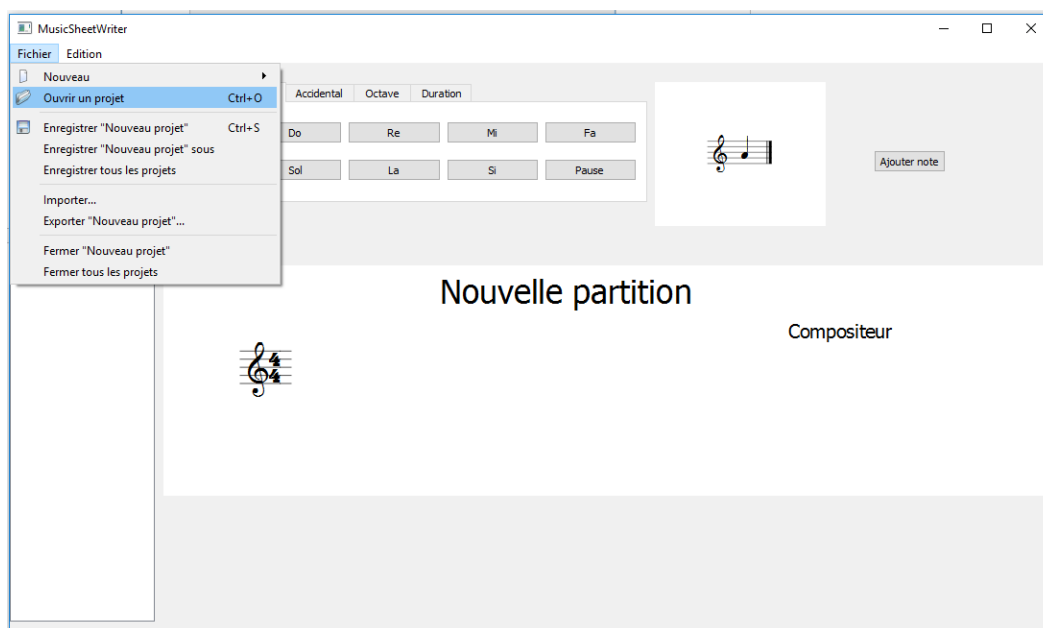 MusicSheetWriter
Fichier Edition
Nouveau
Ouvrir un projet Ctrl+O
Enregistrer "Nouveau projet" Ctrl+S
Enregistrer "Nouveau projet" sous
Enregistrer tous les projets
Importer...
Exporter "Nouveau projet"...
Fermer "Nouveau projet"
Fermer tous les projets
Accidental Octave Duration
Do Re Mi Fa
Sol La Si Pause
Ajouter note
Nouvelle partition
Compositeur
4
4